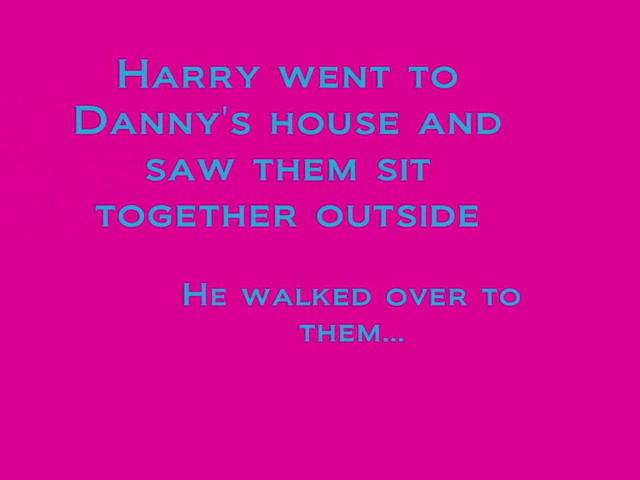 Harry went to
Danny's house and
saw them sit
together outside
He walked over to
them...